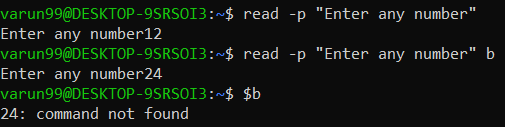 varun99@DESKTOP-9SRSOI3:~$ read -p "Enter any number"
Enter any number12
varun99@DESKTOP-9SRSOI3:~$ read -p "Enter any number" b
Enter any number24
varun99@DESKTOP-9SRSOI3:~$ $b
24: command not found